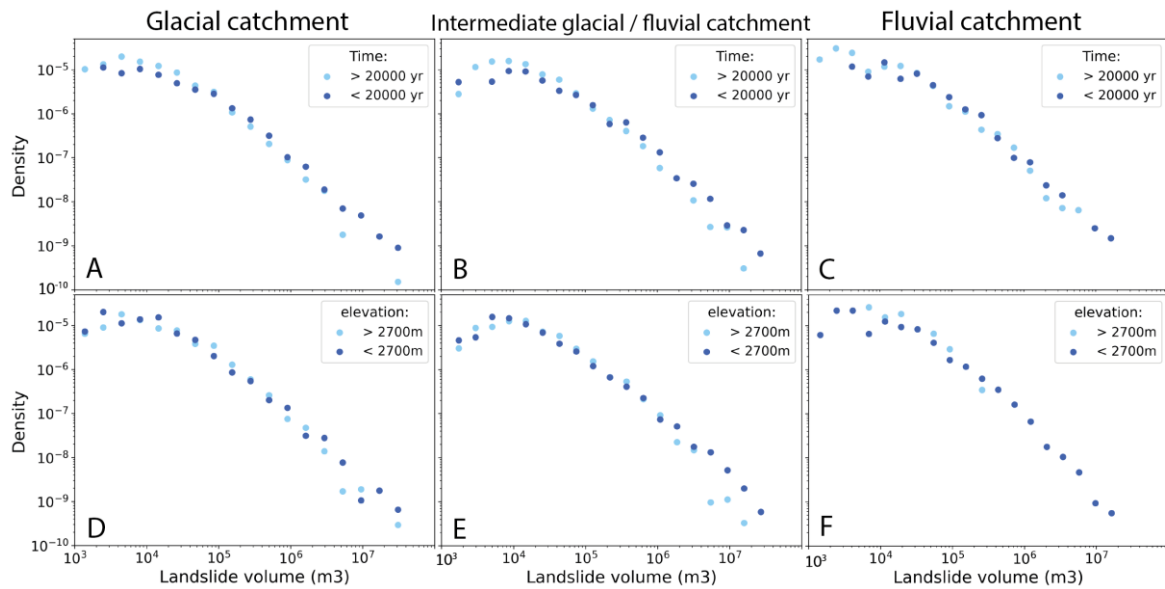 Glacial catchment
Intermediate glacial / fluvial catchment
Fluvial catchment
Density
10⁻⁵
10⁻⁶
10⁻⁷
10⁻⁸
10⁻⁹
10⁻¹⁰
Time:
> 20000 yr
< 20000 yr
A
Time:
> 20000 yr
< 20000 yr
B
Time:
> 20000 yr
< 20000 yr
C
Density
10⁻⁵
10⁻⁶
10⁻⁷
10⁻⁸
10⁻⁹
10⁻¹⁰
elevation:
> 2700m
< 2700m
D
elevation:
> 2700m
< 2700m
E
elevation:
> 2700m
< 2700m
F
10³ 10⁴ 10⁵ 10⁶ 10⁷
Landslide volume (m3)
10⁴ 10⁵ 10⁶ 10⁷
Landslide volume (m3)
10³ 10⁴ 10⁵ 10⁶ 10⁷
Landslide volume (m3)